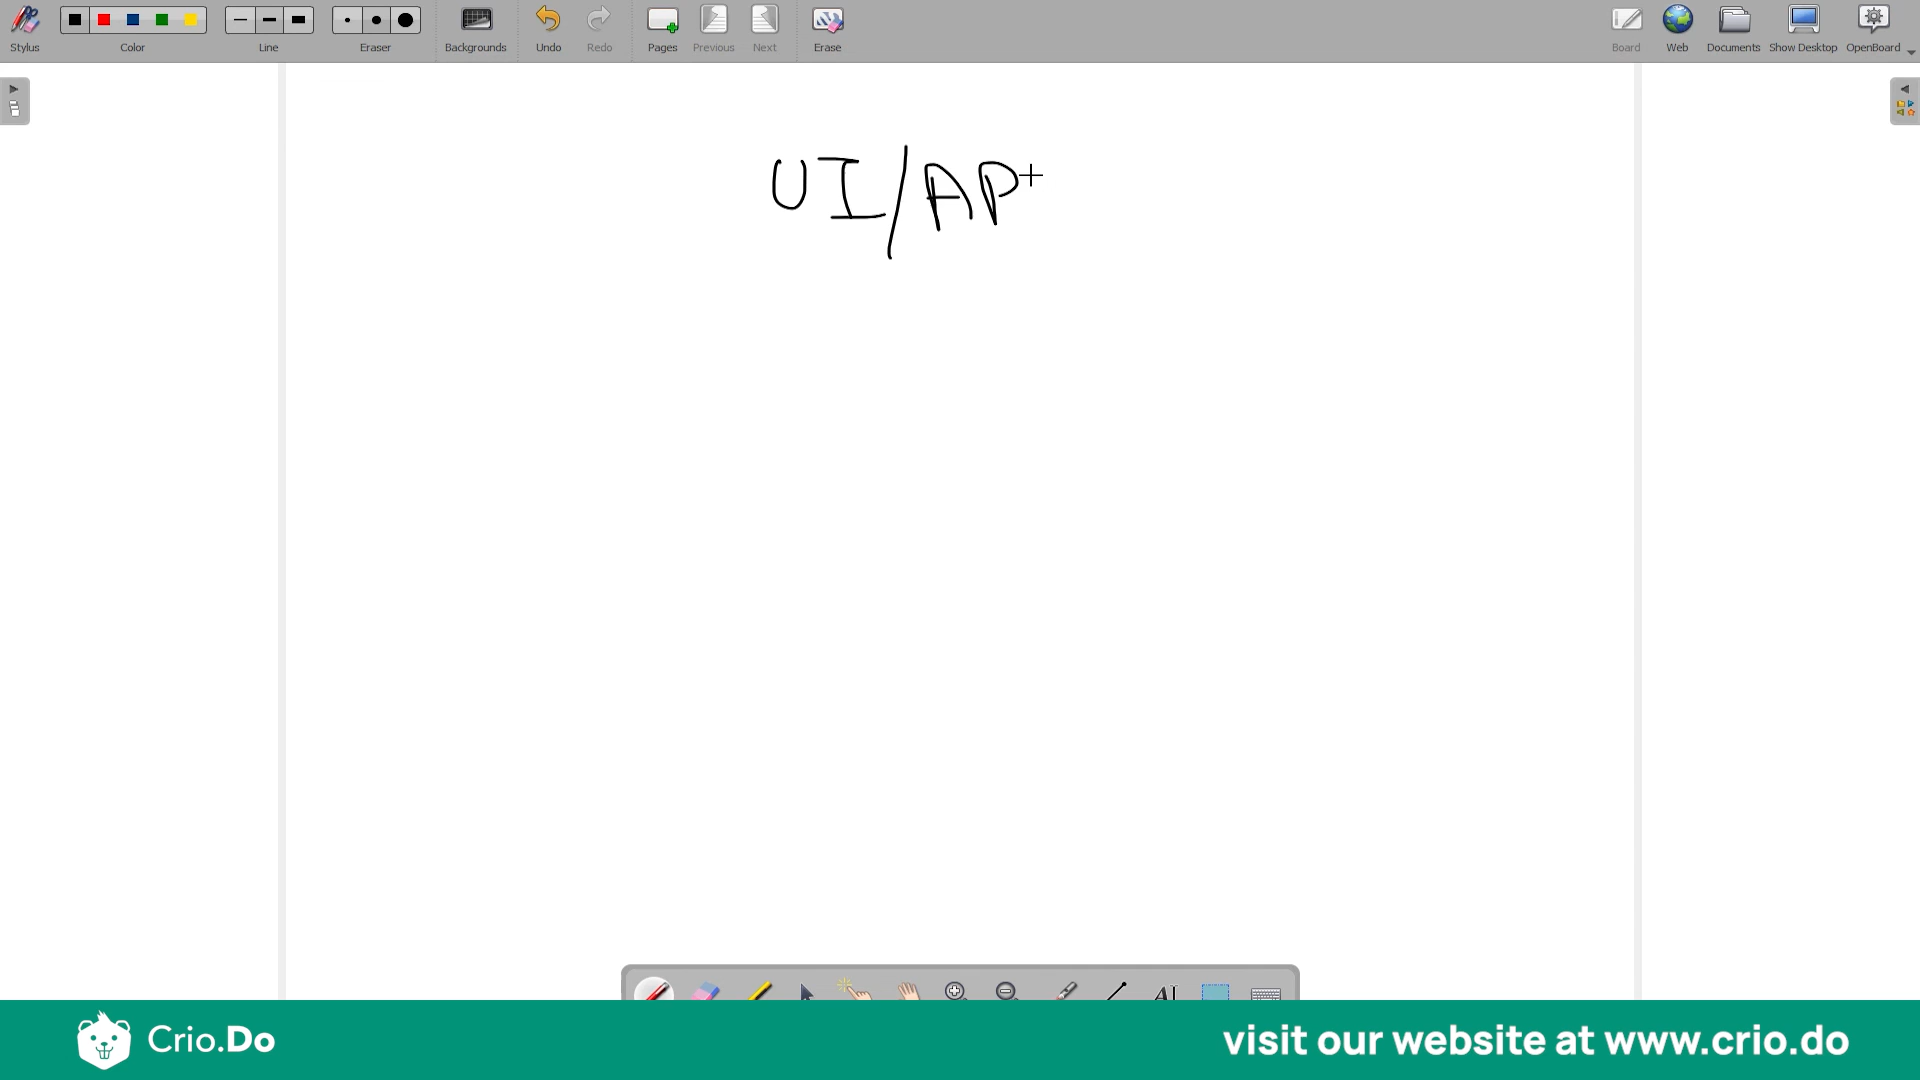 Stylus Color Line Eraser Backgrounds Undo Redo Pages Previous Next Erase Board Web Documents Show Desktop OpenBoard
UI/AP
Crio.Do
visit our website at www.crio.do